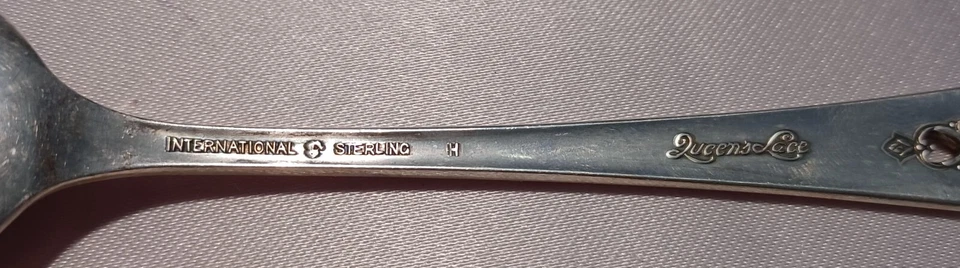 INTERNATIONAL S STERLING H
Queen's Lace